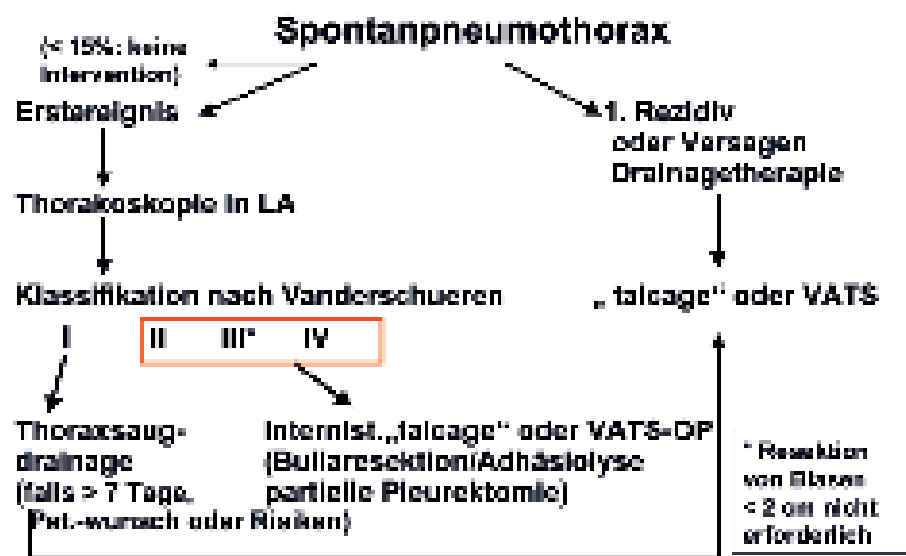 Spontanpneumothorax
(< 15%: keine
Intervention)
Erstereignis
1. Rezidiv
oder Versagen
Drainagetherapie
Thorakoskopie in LA
Klassifikation nach Vanderschueren
„talcage“ oder VATS
I II III* IV
Thoraxsaug-
drainage
(falls > 7 Tage,
Pat.-wunsch oder Risiken)
Internist.„talcage“ oder VATS-OP
(Bullaresektion/Adhäsiolyse
partielle Pleurektomie)
* Resektion
von Blasen
< 2 cm nicht
erforderlich